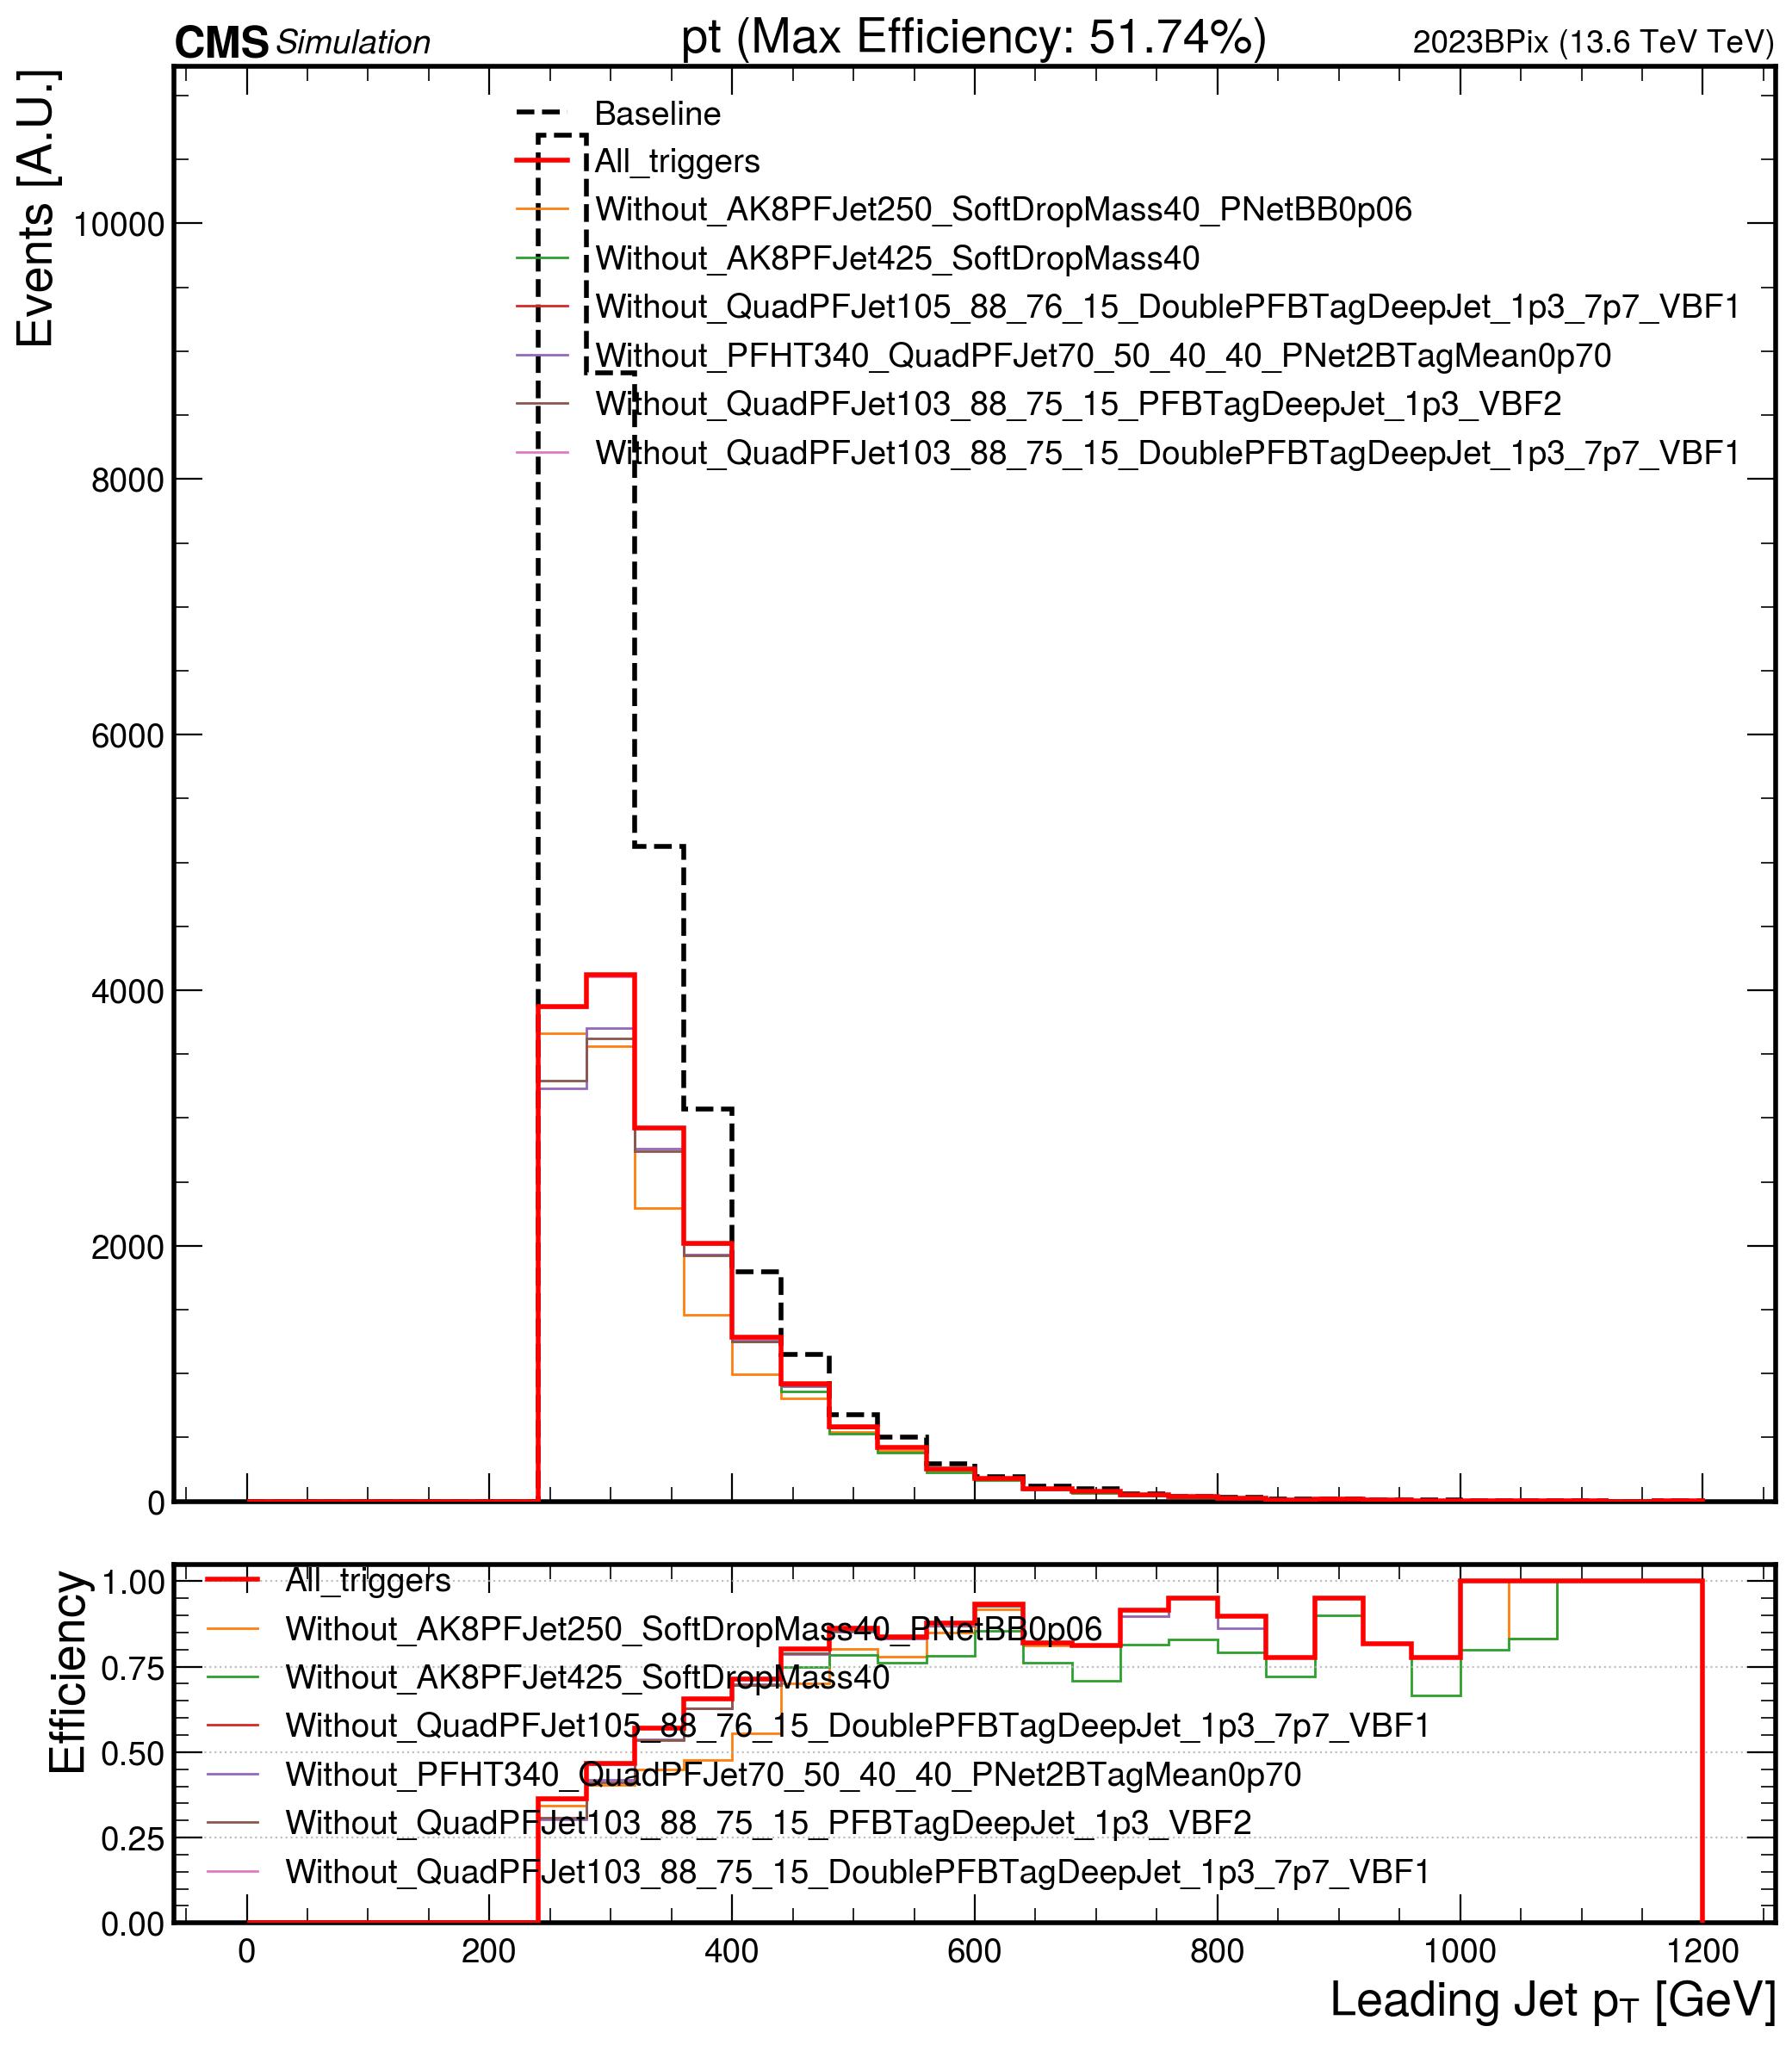 CMS Simulation pt (Max Efficiency: 51.74%) 2023BPix (13.6 TeV TeV)
Events [A.U.]
Baseline
All_triggers
Without_AK8PFJet250_SoftDropMass40_PNetBB0p06
Without_AK8PFJet425_SoftDropMass40
Without_QuadPFJet105_88_76_15_DoublePFBTagDeepJet_1p3_7p7_VBF1
Without_PFHT340_QuadPFJet70_50_40_40_PNet2BTagMean0p70
Without_QuadPFJet103_88_75_15_PFBTagDeepJet_1p3_VBF2
Without_QuadPFJet103_88_75_15_DoublePFBTagDeepJet_1p3_7p7_VBF1
10000
8000
6000
4000
2000
0
Efficiency
1.00
0.75
0.50
0.25
0.00
All_triggers
Without_AK8PFJet250_SoftDropMass40_PNetBB0p06
Without_AK8PFJet425_SoftDropMass40
Without_QuadPFJet105_88_76_15_DoublePFBTagDeepJet_1p3_7p7_VBF1
Without_PFHT340_QuadPFJet70_50_40_40_PNet2BTagMean0p70
Without_QuadPFJet103_88_75_15_PFBTagDeepJet_1p3_VBF2
Without_QuadPFJet103_88_75_15_DoublePFBTagDeepJet_1p3_7p7_VBF1
0 200 400 600 800 1000 1200
Leading Jet pT [GeV]